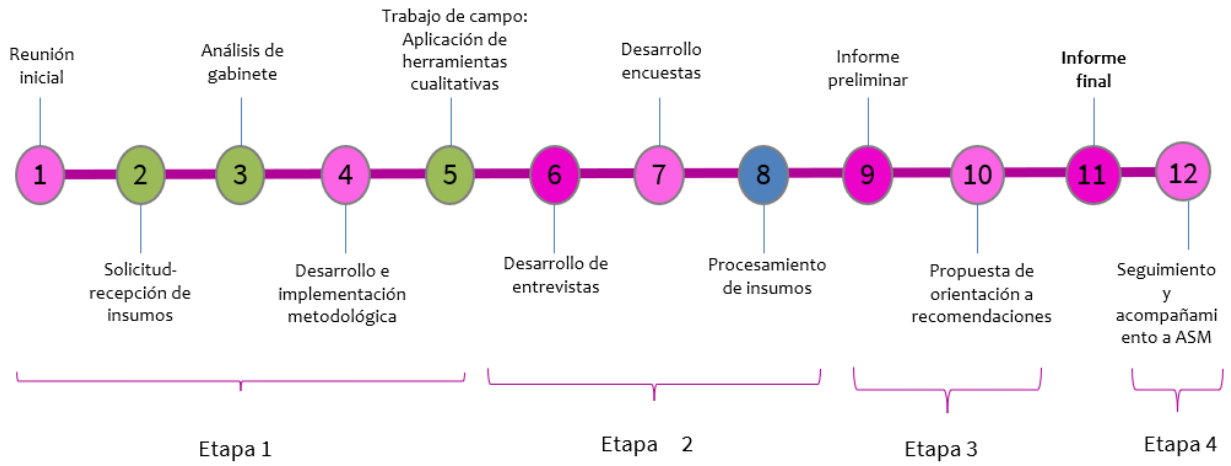 Reunión
inicial
Análisis de
gabinete
Trabajo de campo:
Aplicación de
herramientas
cualitativas
Desarrollo
encuestas
Informe
preliminar
Informe
final
1
2
3
4
5
6
7
8
9
10
11
12
Solicitud-
recepción de
insumos
Desarrollo e
implementación
metodológica
Desarrollo de
entrevistas
Procesamiento
de insumos
Propuesta de
orientación a
recomendaciones
Seguimiento
y
acompañami
ento a ASM
Etapa 1
Etapa 2
Etapa 3
Etapa 4